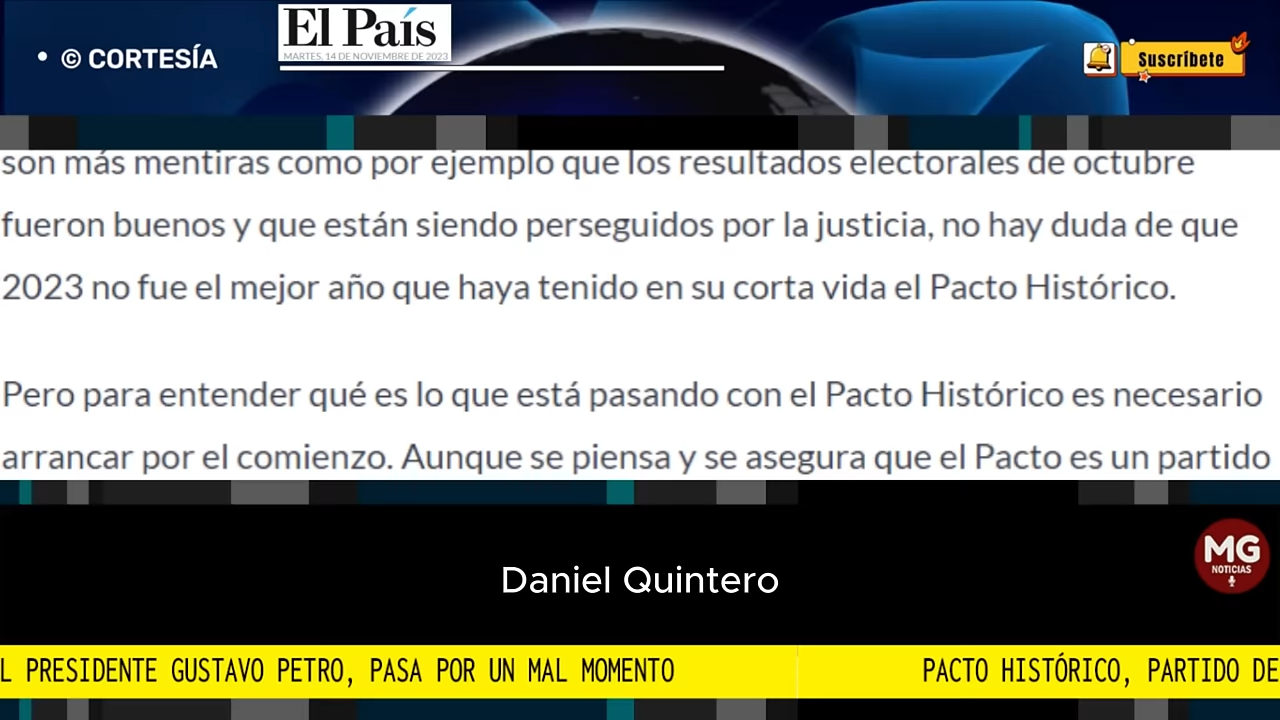 • © CORTESÍA
El País
MARTES, 14 DE NOVIEMBRE DE 2023
Suscríbete
son más mentiras como por ejemplo que los resultados electorales de octubre
fueron buenos y que están siendo perseguidos por la justicia, no hay duda de que
2023 no fue el mejor año que haya tenido en su corta vida el Pacto Histórico.
Pero para entender qué es lo que está pasando con el Pacto Histórico es necesario
arrancar por el comienzo. Aunque se piensa y se asegura que el Pacto es un partido
MG
NOTICIAS
Daniel Quintero
L PRESIDENTE GUSTAVO PETRO, PASA POR UN MAL MOMENTO PACTO HISTÓRICO, PARTIDO DE